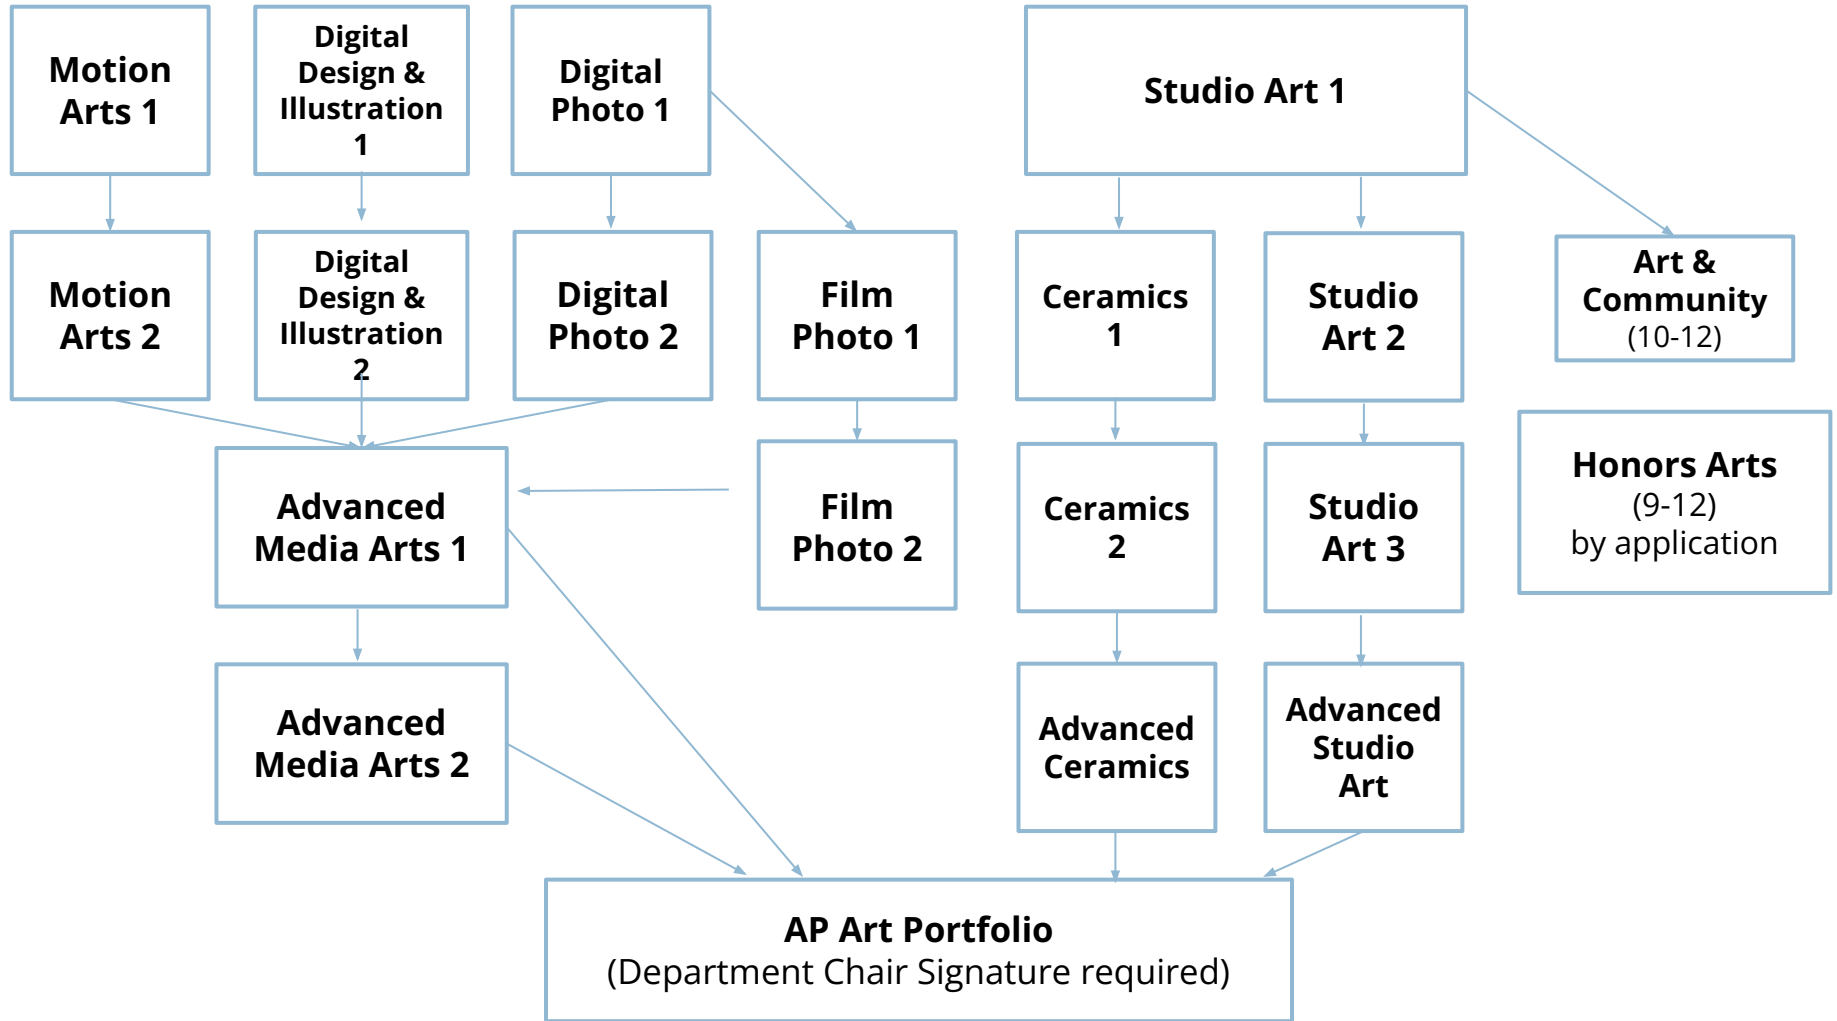 Motion
Arts 1
Digital
Design &
Illustration
1
Digital
Photo 1
Studio Art 1
Motion
Arts 2
Digital
Design &
Illustration
2
Digital
Photo 2
Film
Photo 1
Ceramics
1
Studio
Art 2
Art &
Community
(10-12)
Advanced
Media Arts 1
Film
Photo 2
Ceramics
2
Studio
Art 3
Honors Arts
(9-12)
by application
Advanced
Media Arts 2
Advanced
Ceramics
Advanced
Studio
Art
AP Art Portfolio
(Department Chair Signature required)